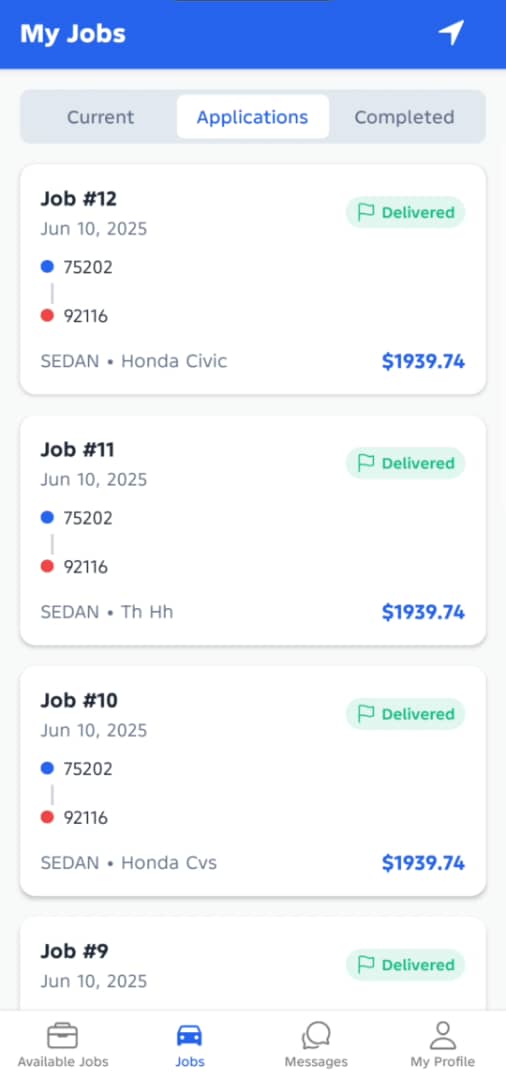 My Jobs
Current Applications Completed
Job #12
Delivered
Jun 10, 2025
75202
92116
SEDAN • Honda Civic $1939.74
Job #11
Delivered
Jun 10, 2025
75202
92116
SEDAN • Th Hh $1939.74
Job #10
Delivered
Jun 10, 2025
75202
92116
SEDAN • Honda Cvs $1939.74
Job #9
Delivered
Jun 10, 2025
Available Jobs Jobs Messages My Profile